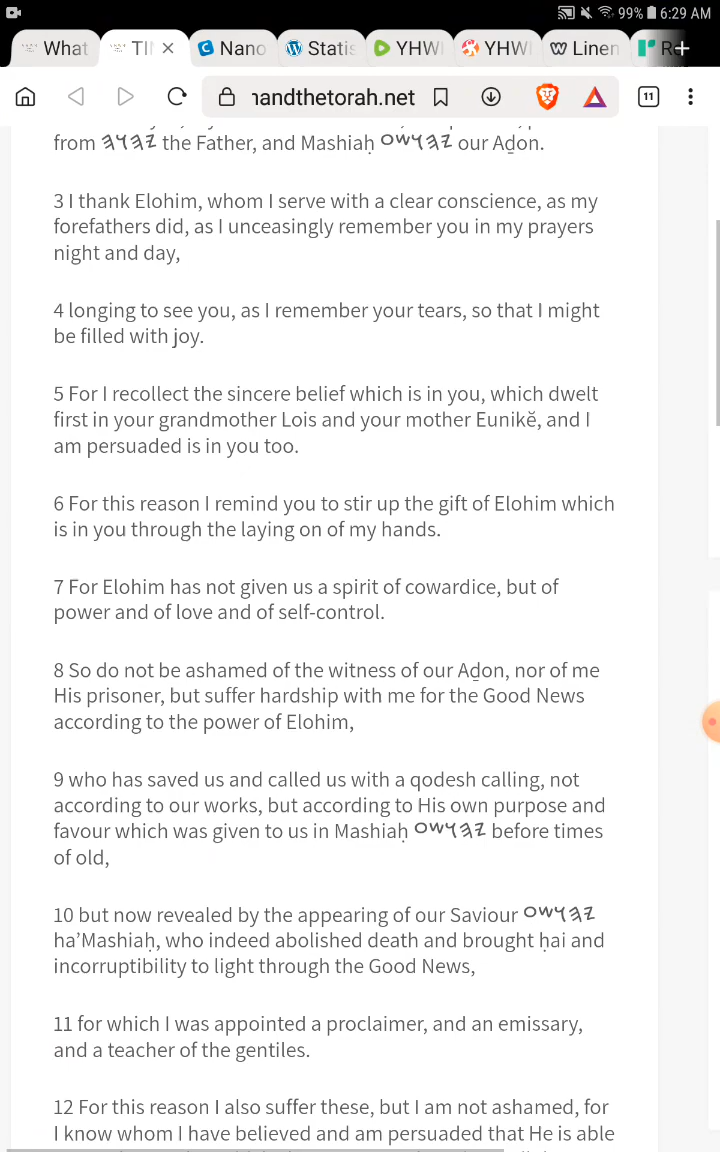 99% 6:29 AM
What
TI
Nano
Statis
YHW
YHW
Linen
R
handthetorah.net
11
from 𐤉𐤄𐤅𐤄 the Father, and Mashiaḥ 𐤉𐤄𐤅𐤔𐤏 our Aḏon.
3 I thank Elohim, whom I serve with a clear conscience, as my
forefathers did, as I unceasingly remember you in my prayers
night and day,
4 longing to see you, as I remember your tears, so that I might
be filled with joy.
5 For I recollect the sincere belief which is in you, which dwelt
first in your grandmother Lois and your mother Eunikě, and I
am persuaded is in you too.
6 For this reason I remind you to stir up the gift of Elohim which
is in you through the laying on of my hands.
7 For Elohim has not given us a spirit of cowardice, but of
power and of love and of self-control.
8 So do not be ashamed of the witness of our Aḏon, nor of me
His prisoner, but suffer hardship with me for the Good News
according to the power of Elohim,
9 who has saved us and called us with a qodesh calling, not
according to our works, but according to His own purpose and
favour which was given to us in Mashiaḥ 𐤉𐤄𐤅𐤔𐤏 before times
of old,
10 but now revealed by the appearing of our Saviour 𐤉𐤄𐤅𐤔𐤏
ha’Mashiaḥ, who indeed abolished death and brought ḥai and
incorruptibility to light through the Good News,
11 for which I was appointed a proclaimer, and an emissary,
and a teacher of the gentiles.
12 For this reason I also suffer these, but I am not ashamed, for
I know whom I have believed and am persuaded that He is able